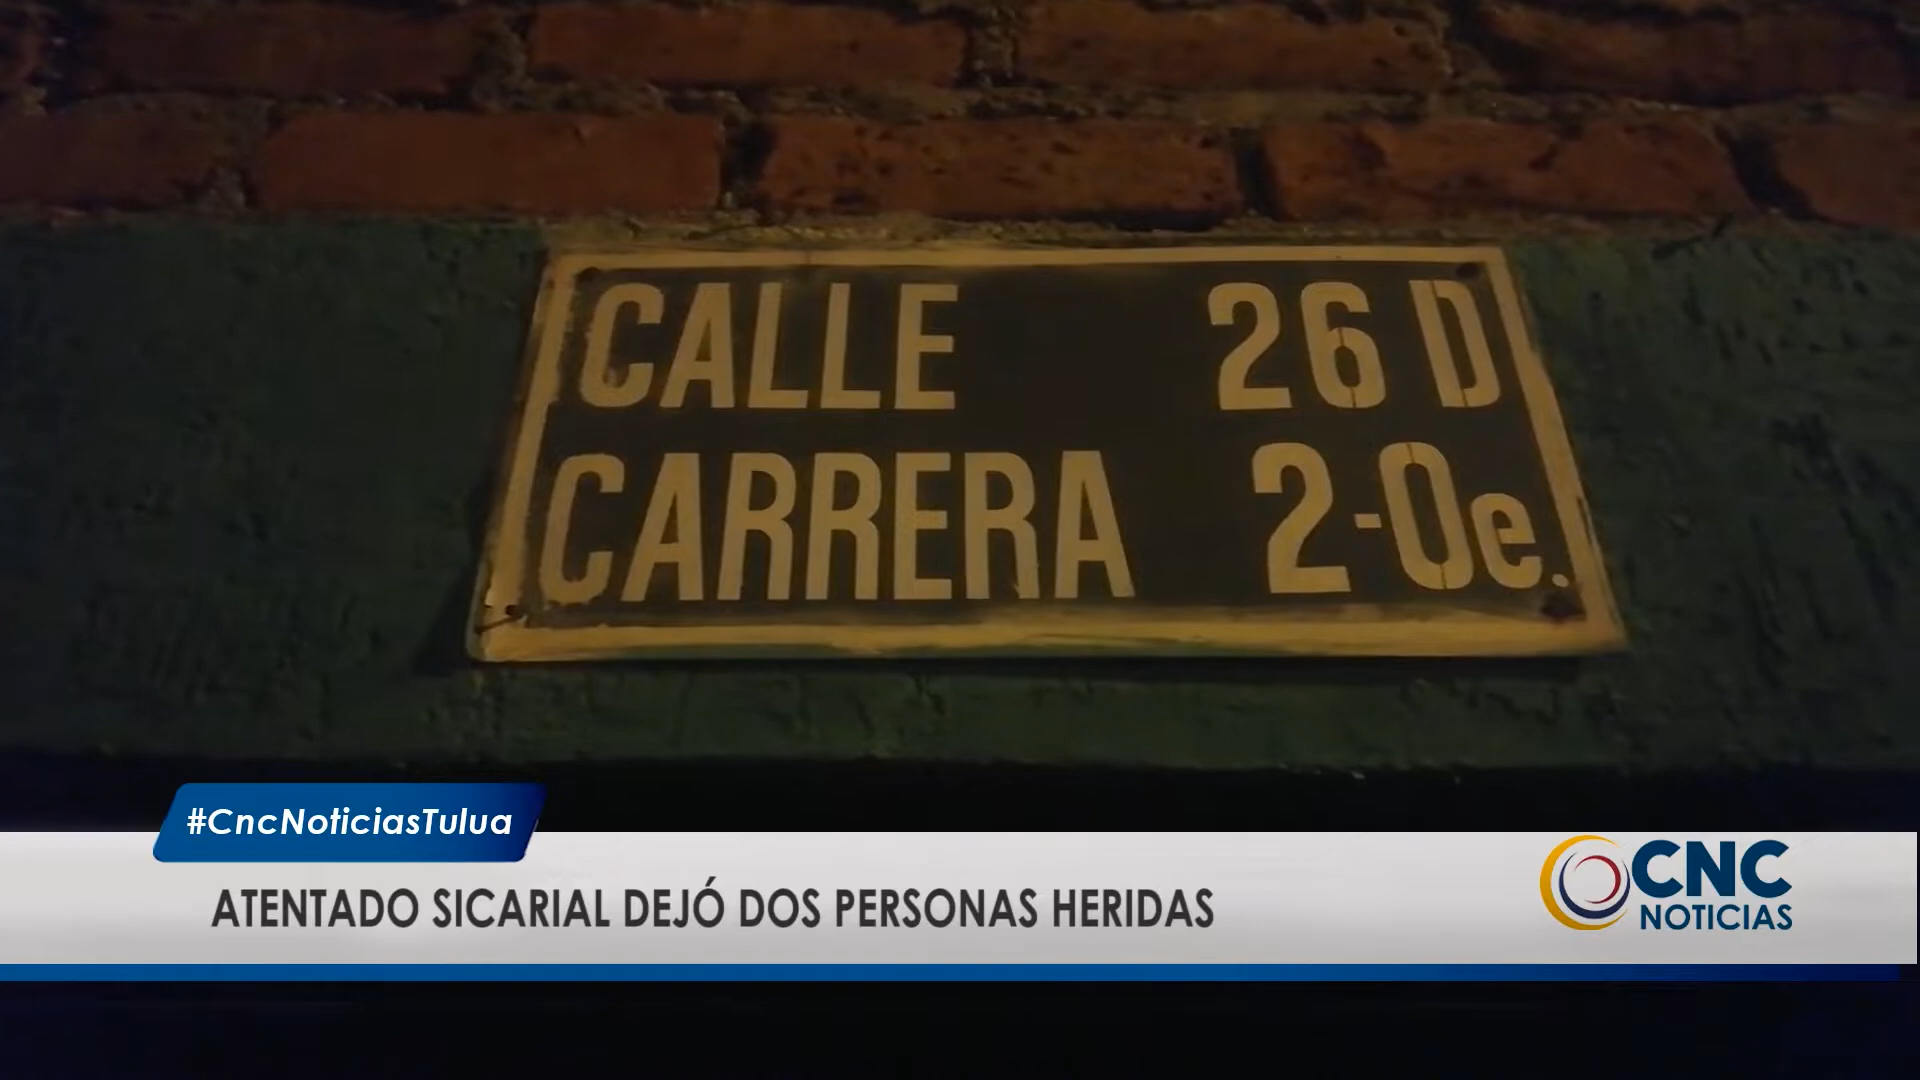 CALLE 26 D
CARRERA 2-Oe.
#CncNoticiasTulua
ATENTADO SICARIAL DEJÓ DOS PERSONAS HERIDAS
CNC
NOTICIAS